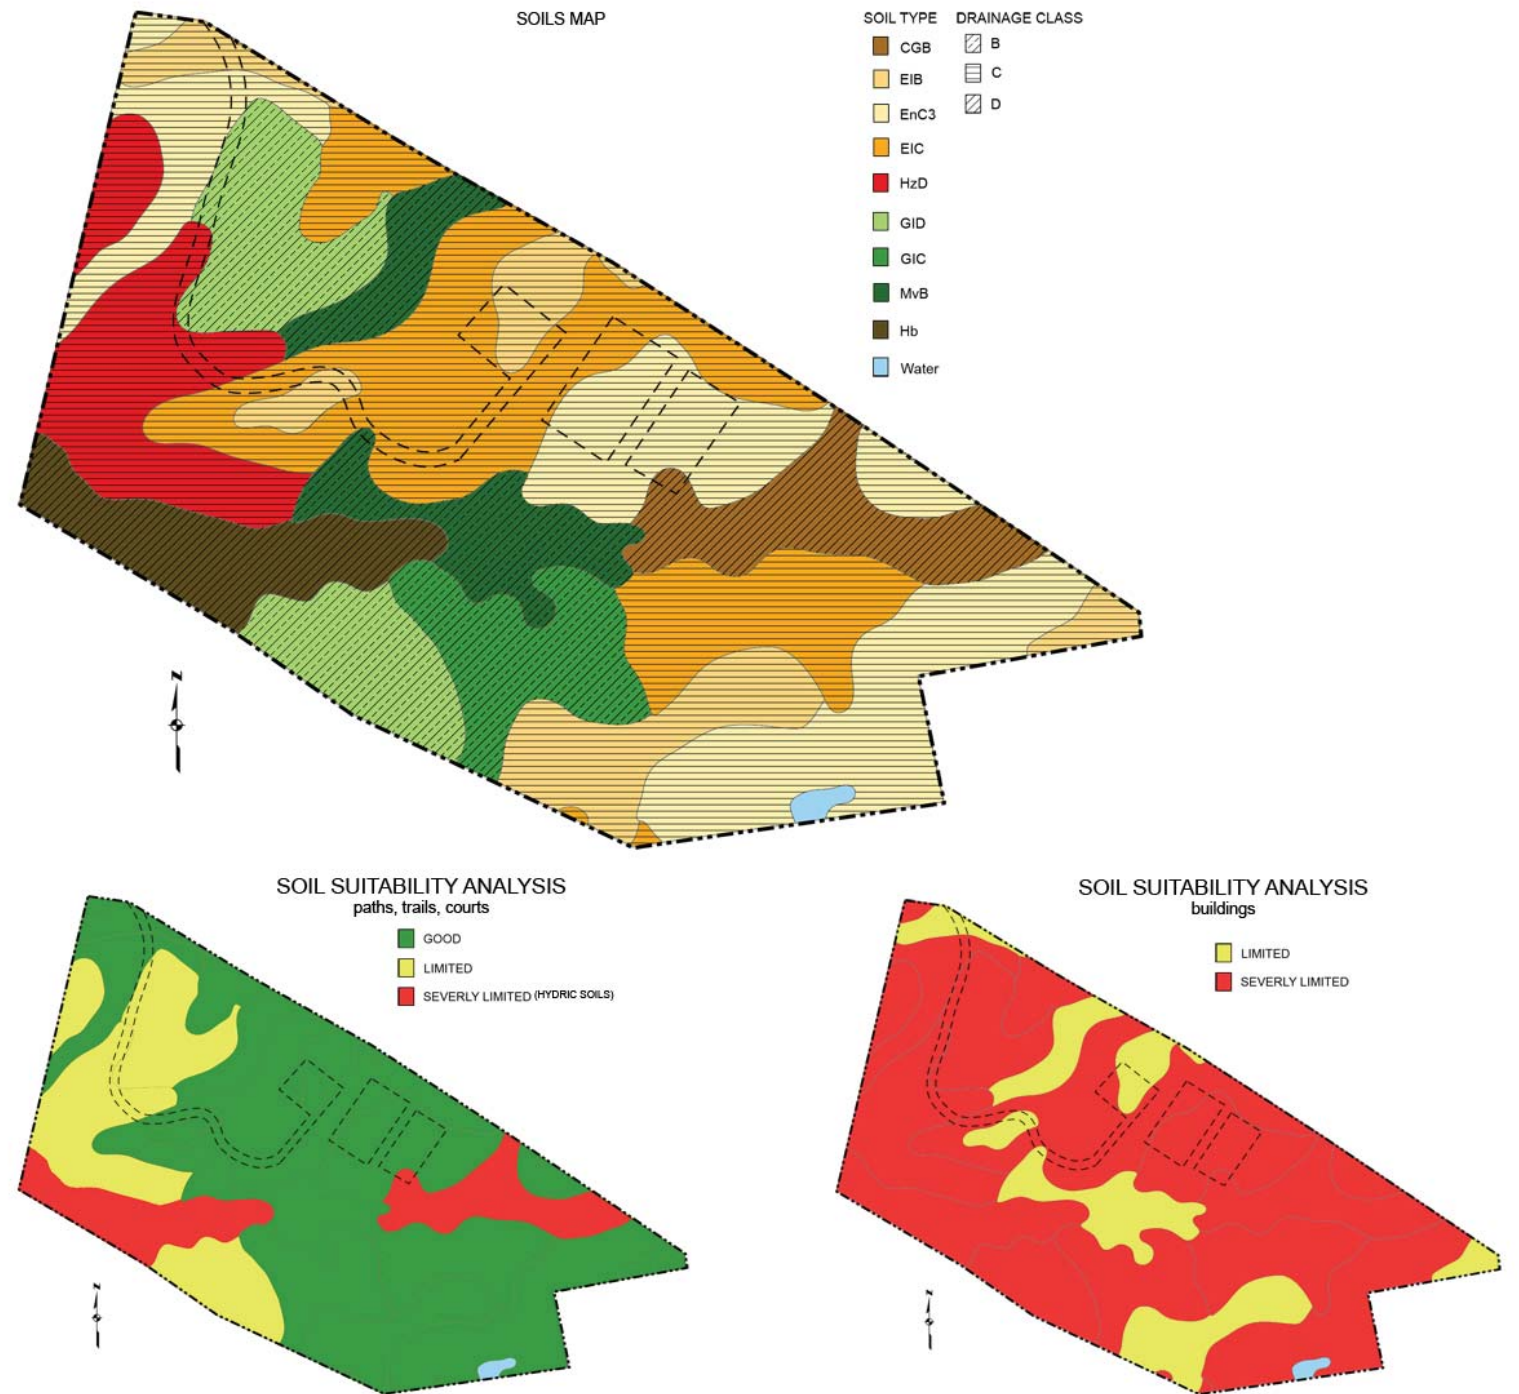 SOILS MAP
SOIL TYPE
CGB
EIB
EnC3
EIC
HzD
GID
GIC
MvB
Hb
Water
DRAINAGE CLASS
B
C
D
N
SOIL SUITABILITY ANALYSIS
paths, trails, courts
GOOD
LIMITED
SEVERLY LIMITED (HYDRIC SOILS)
N
SOIL SUITABILITY ANALYSIS
buildings
LIMITED
SEVERLY LIMITED
N